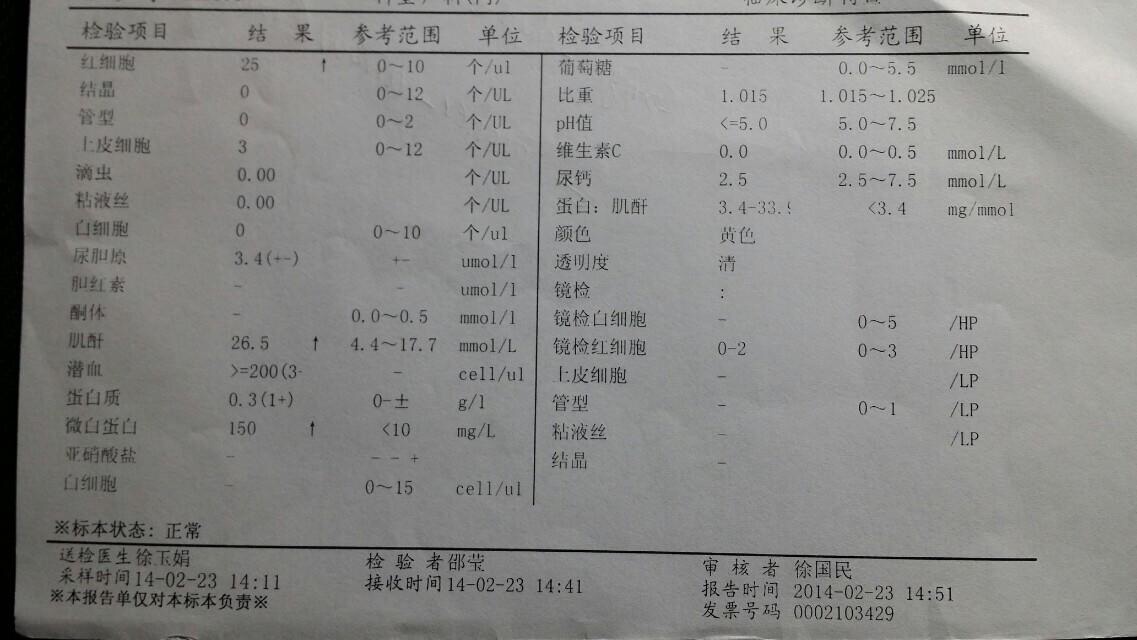 检验项目 结 果 参考范围 单位 检验项目 结 果 参考范围 单位
红细胞 25 ↑ 0～10 个/ul 葡萄糖 - 0.0～5.5 mmol/l
结晶 0 0～12 个/UL 比重 1.015 1.015～1.025
管型 0 0～2 个/UL pH值 <=5.0 5.0～7.5
上皮细胞 3 0～12 个/UL 维生素C 0.0 0.0～0.5 mmol/L
滴虫 0.00 个/UL 尿钙 2.5 2.5～7.5 mmol/L
粘液丝 0.00 个/UL 蛋白：肌酐 3.4-33.9 <3.4 mg/mmol
白细胞 0 0～10 个/ul 颜色 黄色
尿胆原 3.4(+-) +- umol/l 透明度 清
胆红素 - - umol/l 镜检 :
酮体 - 0.0～0.5 mmol/l 镜检白细胞 - 0～5 /HP
肌酐 26.5 ↑ 4.4～17.7 mmol/L 镜检红细胞 0-2 0～3 /HP
潜血 >=200(3- - cell/ul 上皮细胞 - /LP
蛋白质 0.3(1+) 0-± g/l 管型 - 0～1 /LP
微白蛋白 150 ↑ <10 mg/L 粘液丝 - /LP
亚硝酸盐 - - - + 结晶 -
白细胞 - 0～15 cell/ul
※标本状态：正常
送检医生徐玉娟 检 验 者邵莹 审 核 者 徐国民
采样时间14-02-23 14:11 接收时间14-02-23 14:41 报告时间 2014-02-23 14:51
※本报告单仅对本标本负责※ 发票号码 0002103429